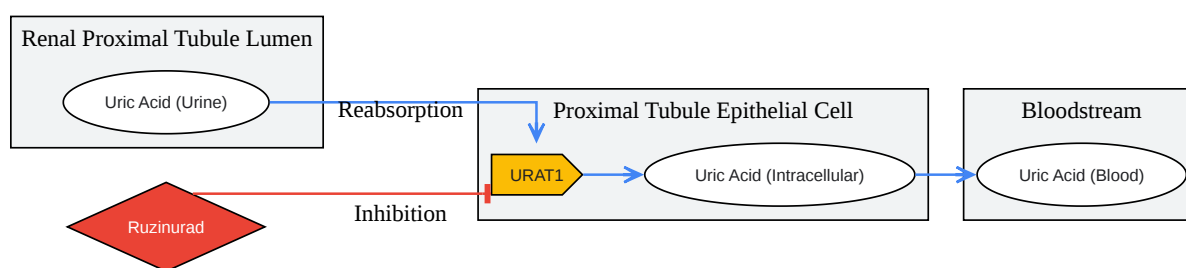 Renal Proximal Tubule Lumen
Uric Acid (Urine)
Reabsorption
Proximal Tubule Epithelial Cell
Bloodstream
URAT1
Uric Acid (Intracellular)
Uric Acid (Blood)
Inhibition
Ruzinurad